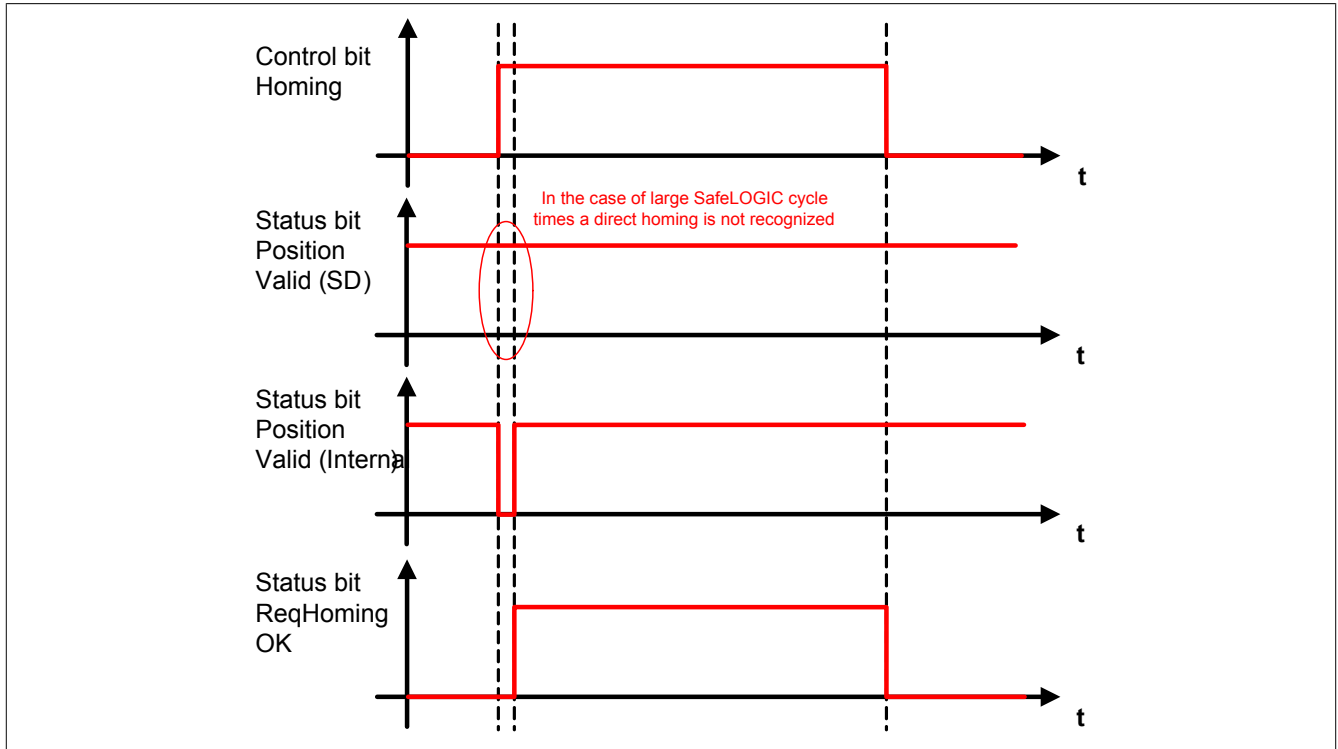 Control bit
Homing
t
In the case of large SafeLOGIC cycle
times a direct homing is not recognized
Status bit
Position
Valid (SD)
t
Status bit
Position
Valid (Internal)
t
Status bit
ReqHoming
OK
t